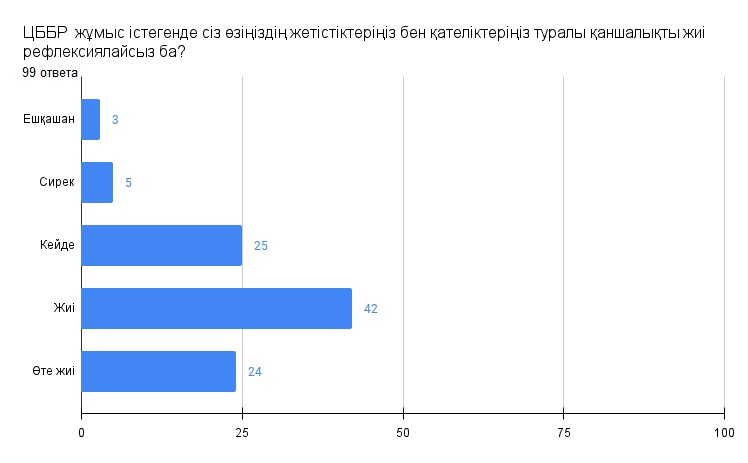 ЦББР жұмыс істегенде сіз өзіңіздің жетістіктеріңіз бен қателіктеріңіз туралы қаншалықты жиі
рефлексиялайсыз ба?
99 ответа
Ешқашан 3
Сирек 5
Кейде 25
Жиі 42
Өте жиі 24
0 25 50 75 100